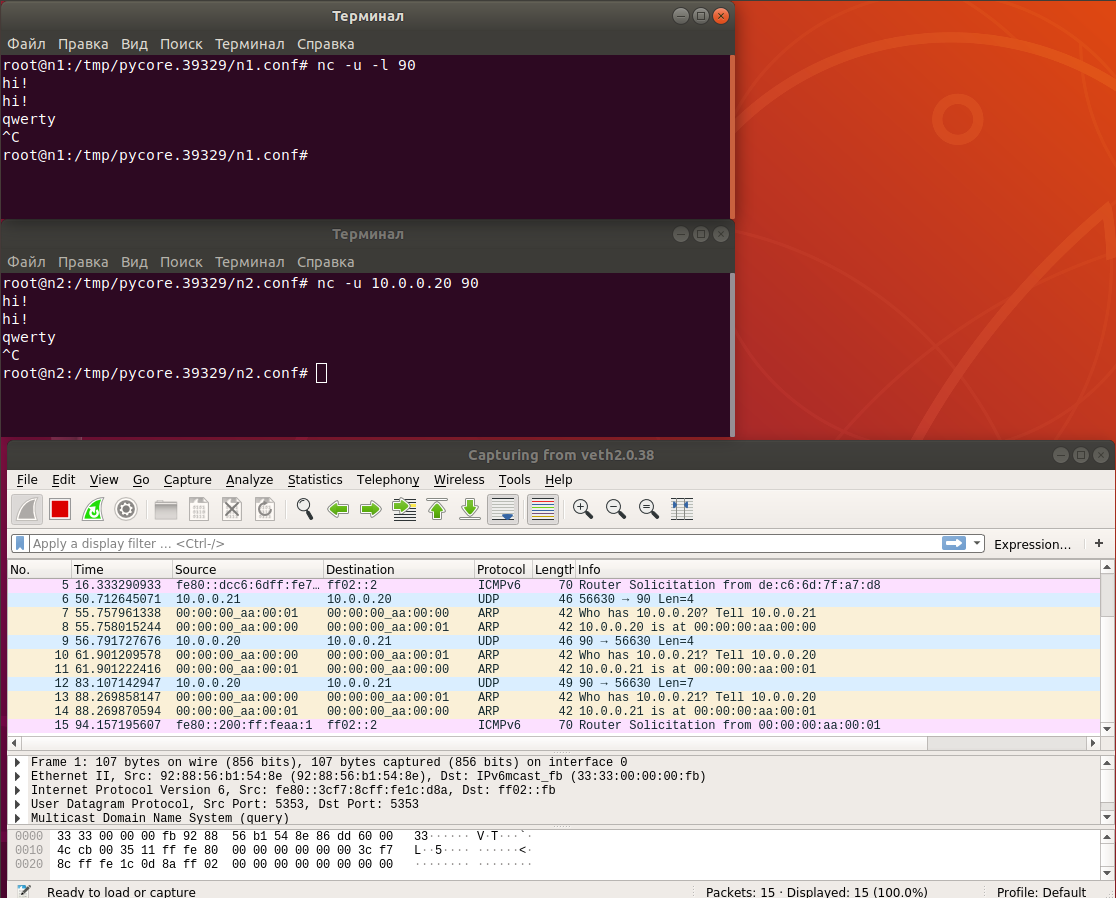 Терминал
Файл Правка Вид Поиск Терминал Справка
root@n1:/tmp/pycore.39329/n1.conf# nc -u -l 90
hi!
hi!
qwerty
^C
root@n1:/tmp/pycore.39329/n1.conf#
Терминал
Файл Правка Вид Поиск Терминал Справка
root@n2:/tmp/pycore.39329/n2.conf# nc -u 10.0.0.20 90
hi!
hi!
qwerty
^C
root@n2:/tmp/pycore.39329/n2.conf#
Capturing from veth2.0.38
File Edit View Go Capture Analyze Statistics Telephony Wireless Tools Help
Apply a display filter … <Ctrl-/> Expression… +
No. Time Source Destination Protocol Length Info
5 16.333290933 fe80::dcc6:6dff:fe7… ff02::2 ICMPv6 70 Router Solicitation from de:c6:6d:7f:a7:d8
6 50.712645071 10.0.0.21 10.0.0.20 UDP 46 56630 → 90 Len=4
7 55.757961338 00:00:00_aa:00:01 00:00:00_aa:00:00 ARP 42 Who has 10.0.0.20? Tell 10.0.0.21
8 55.758015244 00:00:00_aa:00:00 00:00:00_aa:00:01 ARP 42 10.0.0.20 is at 00:00:00:aa:00:00
9 56.791727676 10.0.0.20 10.0.0.21 UDP 46 90 → 56630 Len=4
10 61.901209578 00:00:00_aa:00:00 00:00:00_aa:00:01 ARP 42 Who has 10.0.0.21? Tell 10.0.0.20
11 61.901222416 00:00:00_aa:00:01 00:00:00_aa:00:00 ARP 42 10.0.0.21 is at 00:00:00:aa:00:01
12 83.107142947 10.0.0.20 10.0.0.21 UDP 49 90 → 56630 Len=7
13 88.269858147 00:00:00_aa:00:00 00:00:00_aa:00:01 ARP 42 Who has 10.0.0.21? Tell 10.0.0.20
14 88.269870594 00:00:00_aa:00:01 00:00:00_aa:00:00 ARP 42 10.0.0.21 is at 00:00:00:aa:00:01
15 94.157195607 fe80::200:ff:feaa:1 ff02::2 ICMPv6 70 Router Solicitation from 00:00:00:aa:00:01
Frame 1: 107 bytes on wire (856 bits), 107 bytes captured (856 bits) on interface 0
Ethernet II, Src: 92:88:56:b1:54:8e (92:88:56:b1:54:8e), Dst: IPv6mcast_fb (33:33:00:00:00:fb)
Internet Protocol Version 6, Src: fe80::3cf7:8cff:fe1c:d8a, Dst: ff02::fb
User Datagram Protocol, Src Port: 5353, Dst Port: 5353
Multicast Domain Name System (query)
0000 33 33 00 00 00 fb 92 88 56 b1 54 8e 86 dd 60 00 33······ V·T···`·
0010 4c cb 00 35 11 ff fe 80 00 00 00 00 00 00 3c f7 L··5···· ······<·
0020 8c ff fe 1c 0d 8a ff 02 00 00 00 00 00 00 00 00 ········ ········
Ready to load or capture Packets: 15 · Displayed: 15 (100.0%) Profile: Default